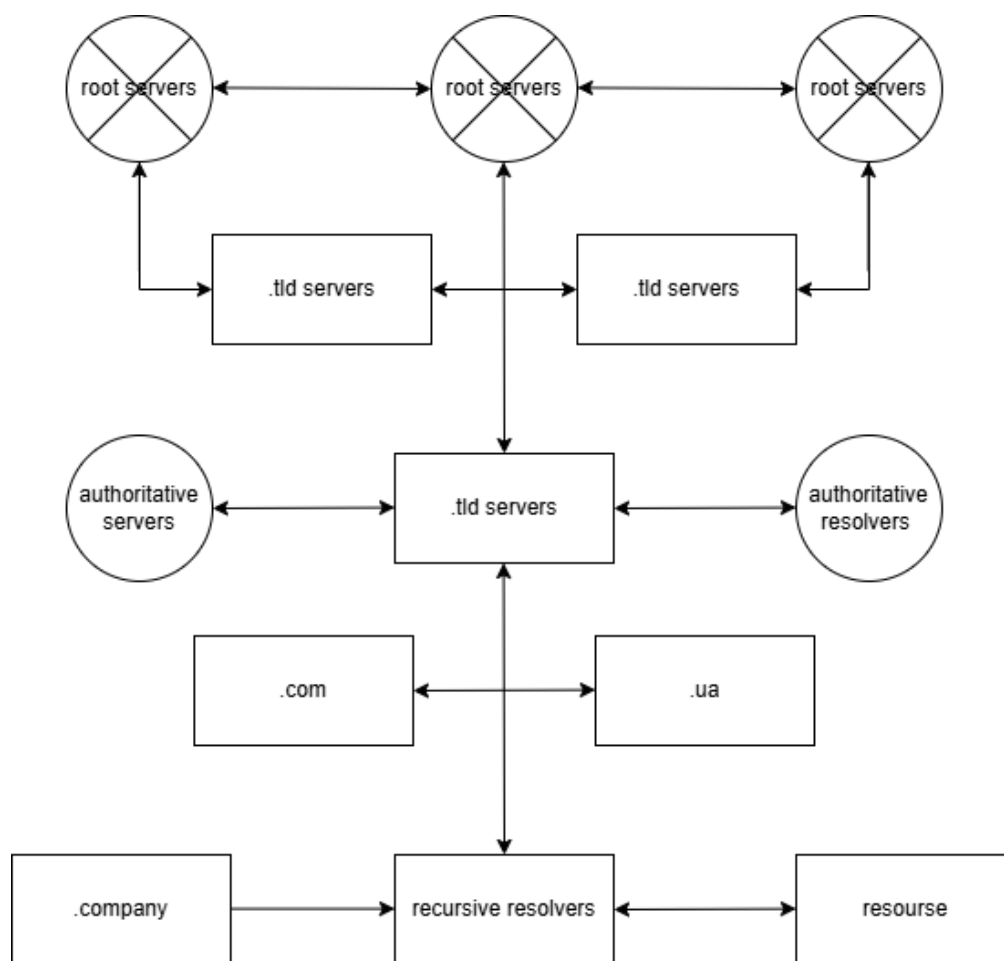 root servers
root servers
root servers
.tld servers
.tld servers
authoritative
servers
.tld servers
authoritative
resolvers
.com
.ua
.company
recursive resolvers
resourse